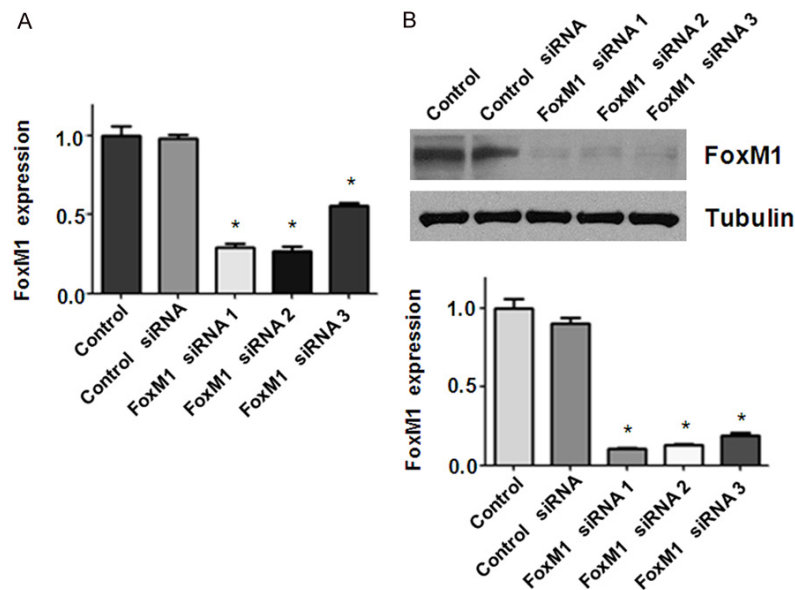 A
FoxM1 expression
1.0
0.5
0.0
*
*
*
Control
Control siRNA
FoxM1 siRNA 1
FoxM1 siRNA 2
FoxM1 siRNA 3
B
Control
Control siRNA
FoxM1 siRNA 1
FoxM1 siRNA 2
FoxM1 siRNA 3
FoxM1
Tubulin
FoxM1 expression
1.0
0.5
0.0
*
*
*
Control
Control siRNA
FoxM1 siRNA 1
FoxM1 siRNA 2
FoxM1 siRNA 3